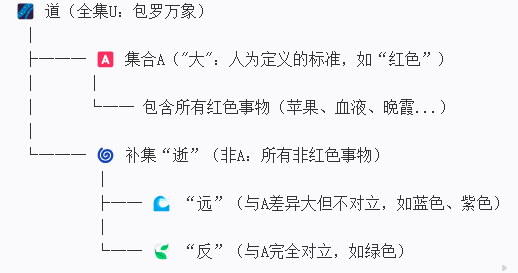 道（全集U：包罗万象）
集合A（"大"：人为定义的标准，如“红色”）
包含所有红色事物（苹果、血液、晚霞...）
补集“逝”（非A：所有非红色事物）
“远”（与A差异大但不对立，如蓝色、紫色）
“反”（与A完全对立，如绿色）